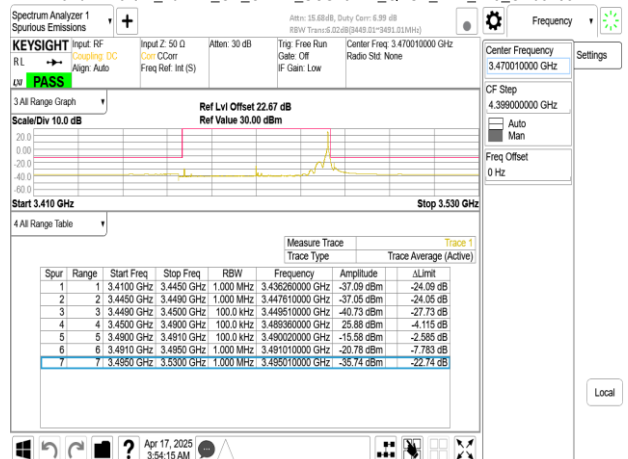 Spectrum Analyzer 1
Spurious Emissions
+
Attn: 15.68dB, Duty Corr: 6.99 dB
RBW Trans:6.02dB(3449.01~3491.01MHz)
Frequency
KEYSIGHT
RL
LXI
PASS
Input: RF
Coupling: DC
Align: Auto
Input Z: 50 Ω
Corr CCorr
Freq Ref: Int (S)
Atten: 30 dB
Trig: Free Run
Gate: Off
IF Gain: Low
Center Freq: 3.470010000 GHz
Radio Std: None
Center Frequency
3.470010000 GHz
Settings
CF Step
4.399000000 GHz
Auto
Man
Freq Offset
0 Hz
3 All Range Graph
Scale/Div 10.0 dB
Ref Lvl Offset 22.67 dB
Ref Value 30.00 dBm
20.0
0.00
-20.0
-40.0
-60.0
Start 3.410 GHz
Stop 3.530 GHz
4 All Range Table
Measure Trace Trace 1
Trace Type Trace Average (Active)
Spur Range Start Freq Stop Freq RBW Frequency Amplitude ΔLimit
1 1 3.4100 GHz 3.4450 GHz 1.000 MHz 3.436260000 GHz -37.09 dBm -24.09 dB
2 2 3.4450 GHz 3.4490 GHz 1.000 MHz 3.447610000 GHz -37.05 dBm -24.05 dB
3 3 3.4490 GHz 3.4500 GHz 100.0 kHz 3.449510000 GHz -40.73 dBm -27.73 dB
4 4 3.4500 GHz 3.4900 GHz 100.0 kHz 3.489360000 GHz 25.88 dBm -4.115 dB
5 5 3.4900 GHz 3.4910 GHz 100.0 kHz 3.490020000 GHz -15.58 dBm -2.585 dB
6 6 3.4910 GHz 3.4950 GHz 1.000 MHz 3.491010000 GHz -20.78 dBm -7.783 dB
7 7 3.4950 GHz 3.5300 GHz 1.000 MHz 3.495010000 GHz -35.74 dBm -22.74 dB
Local
?
Apr 17, 2025
3:54:15 AM